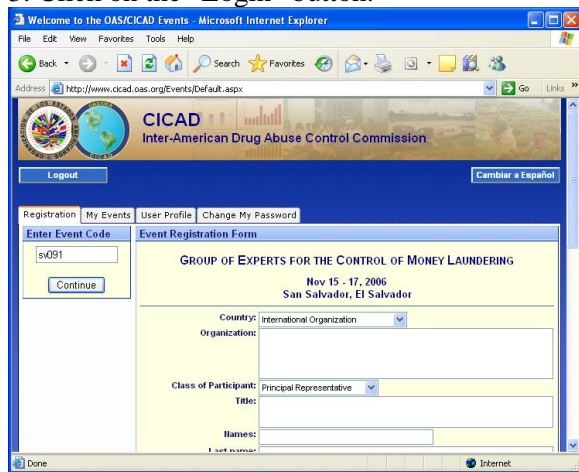 3. Click on the "Login" button.
Welcome to the OAS/CICAD Events - Microsoft Internet Explorer
File Edit View Favorites Tools Help
Back Search Favorites
Address http://www.cicad.oas.org/Events/Default.aspx Go Links »
CICAD
Inter-American Drug Abuse Control Commission
Logout Cambiar a Español
Registration My Events User Profile Change My Password
Enter Event Code Event Registration Form
sv091
Continue
GROUP OF EXPERTS FOR THE CONTROL OF MONEY LAUNDERING
Nov 15 - 17, 2006
San Salvador, El Salvador
Country: International Organization
Organization:
Class of Participant: Principal Representative
Title:
Names:
Last name:
Done Internet